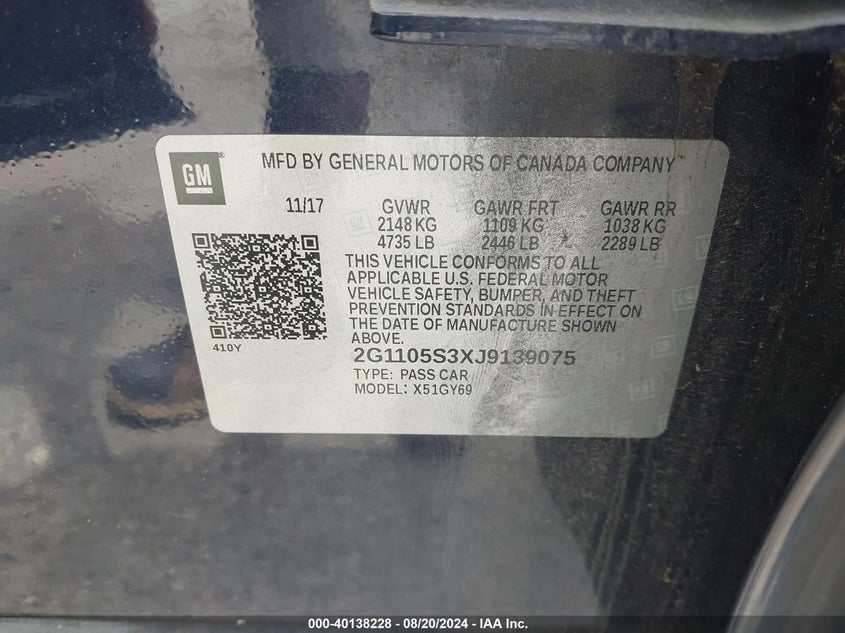 GM
MFD BY GENERAL MOTORS OF CANADA COMPANY
11/17 GVWR GAWR FRT GAWR RR
2148 KG 1109 KG 1038 KG
4735 LB 2446 LB 2289 LB
THIS VEHICLE CONFORMS TO ALL
APPLICABLE U.S. FEDERAL MOTOR
VEHICLE SAFETY, BUMPER, AND THEFT
PREVENTION STANDARDS IN EFFECT ON
THE DATE OF MANUFACTURE SHOWN
ABOVE.
410Y
2G1105S3XJ9139075
TYPE: PASS CAR
MODEL: X51GY69
000-40138228 - 08/20/2024 - IAA Inc.